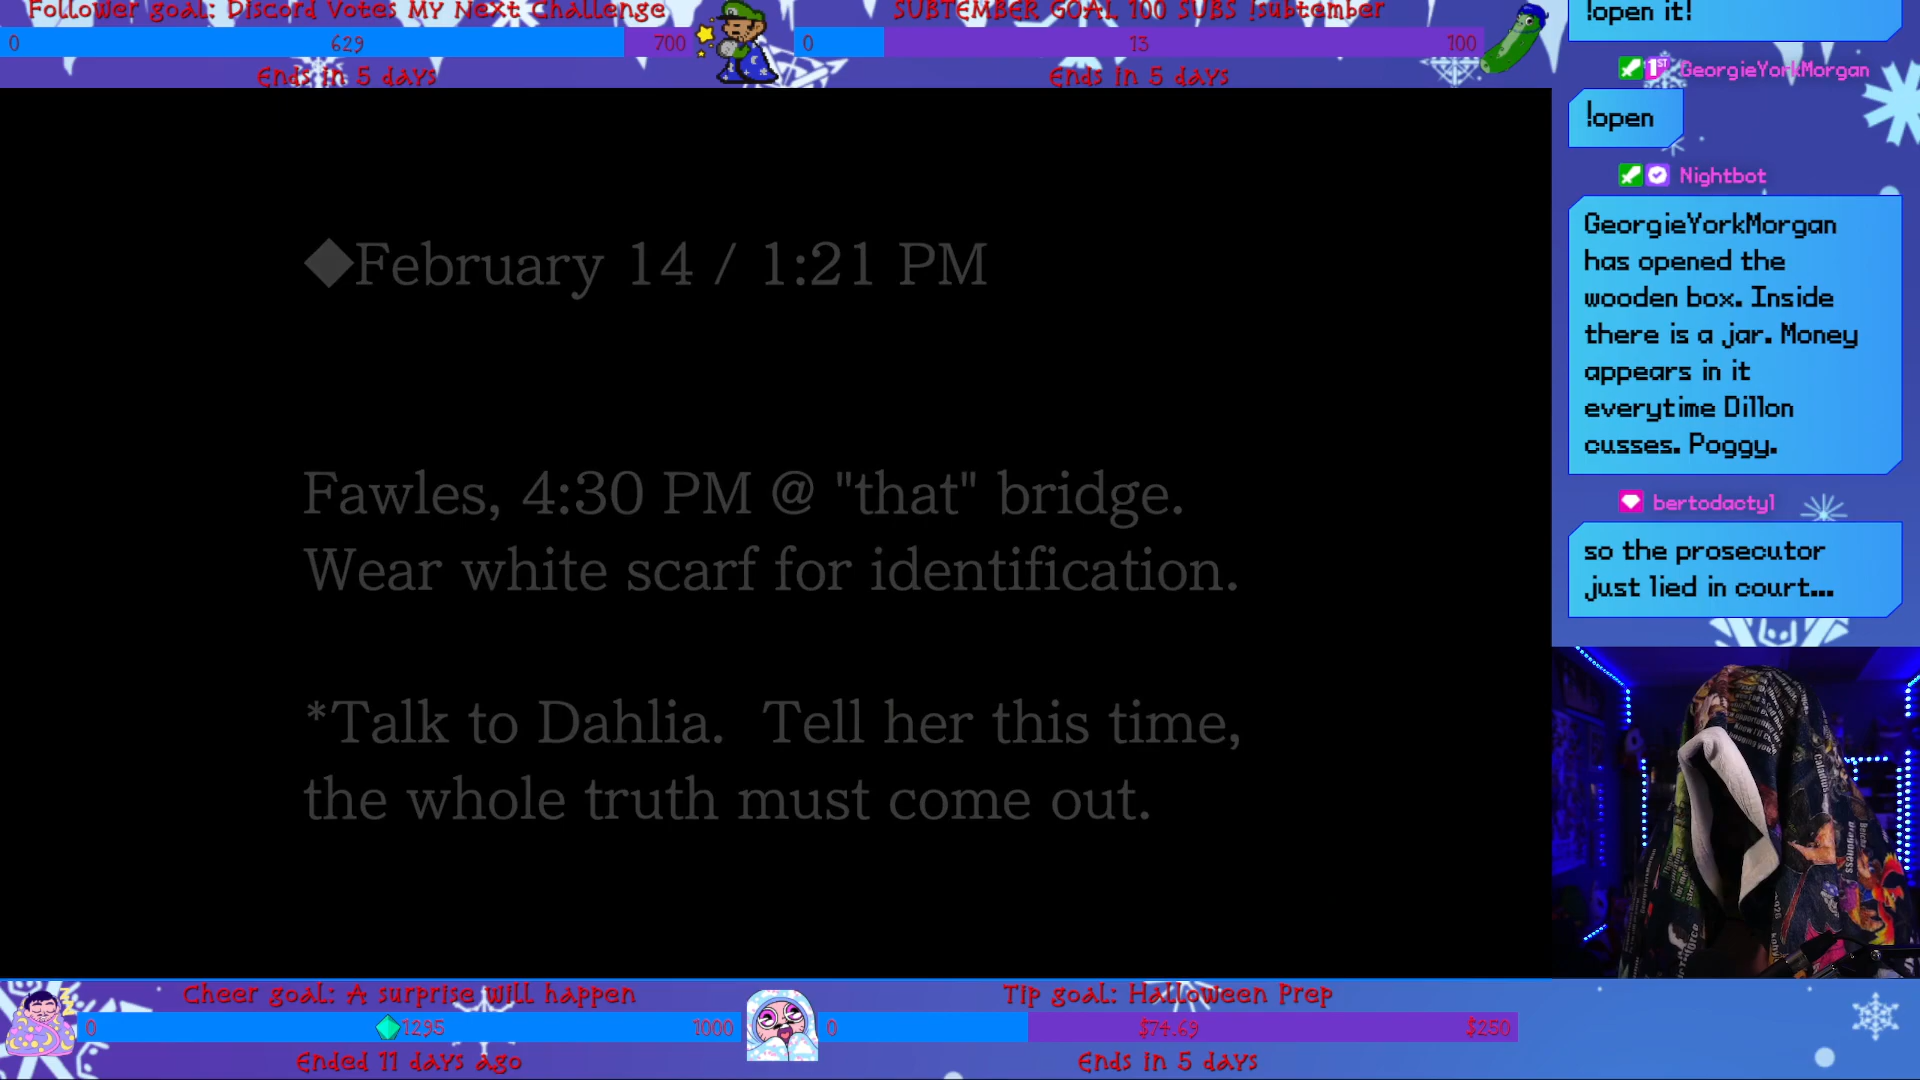 Follower goal: Discord Votes My Next Challenge
0
629
700
Ends in 5 days
SUBTEMBER GOAL 100 SUBS !subtember
0
13
100
Ends in 5 days
◆February 14 / 1:21 PM
Fawles, 4:30 PM @ "that" bridge.
Wear white scarf for identification.
*Talk to Dahlia. Tell her this time,
the whole truth must come out.
!open it!
1ST GeorgieYorkMorgan
!open
Nightbot
GeorgieYorkMorgan
has opened the
wooden box. Inside
there is a jar. Money
appears in it
everytime Dillon
cusses. Poggy.
bertodactyl
so the prosecutor
just lied in court...
Cheer goal: A surprise will happen
0
1295
1000
Ended 11 days ago
Tip goal: Halloween Prep
0
$74.69
$250
Ends in 5 days